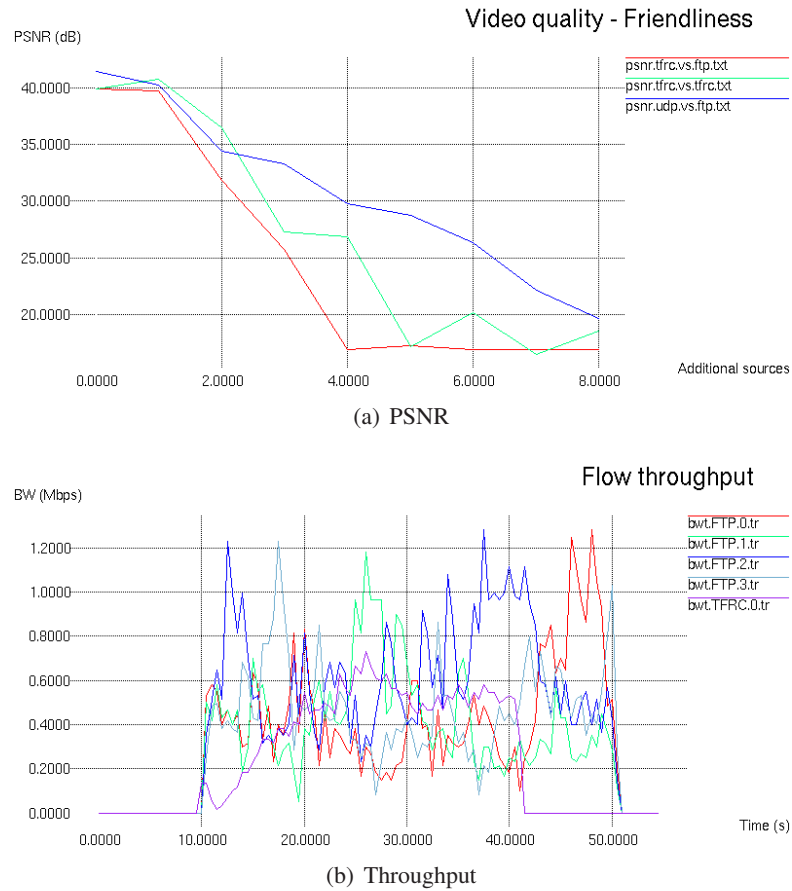 Video quality - Friendliness
PSNR (dB)
psnr.tfrc.vs.ftp.txt
psnr.tfrc.vs.tfrc.txt
psnr.udp.vs.ftp.txt
40.0000
35.0000
30.0000
25.0000
20.0000
0.0000 2.0000 4.0000 6.0000 8.0000
Additional sources
(a) PSNR
Flow throughput
BW (Mbps)
bwt.FTP.0.tr
bwt.FTP.1.tr
bwt.FTP.2.tr
bwt.FTP.3.tr
bwt.TFRC.0.tr
1.2000
1.0000
0.8000
0.6000
0.4000
0.2000
0.0000
Time (s)
0.0000 10.0000 20.0000 30.0000 40.0000 50.0000
(b) Throughput